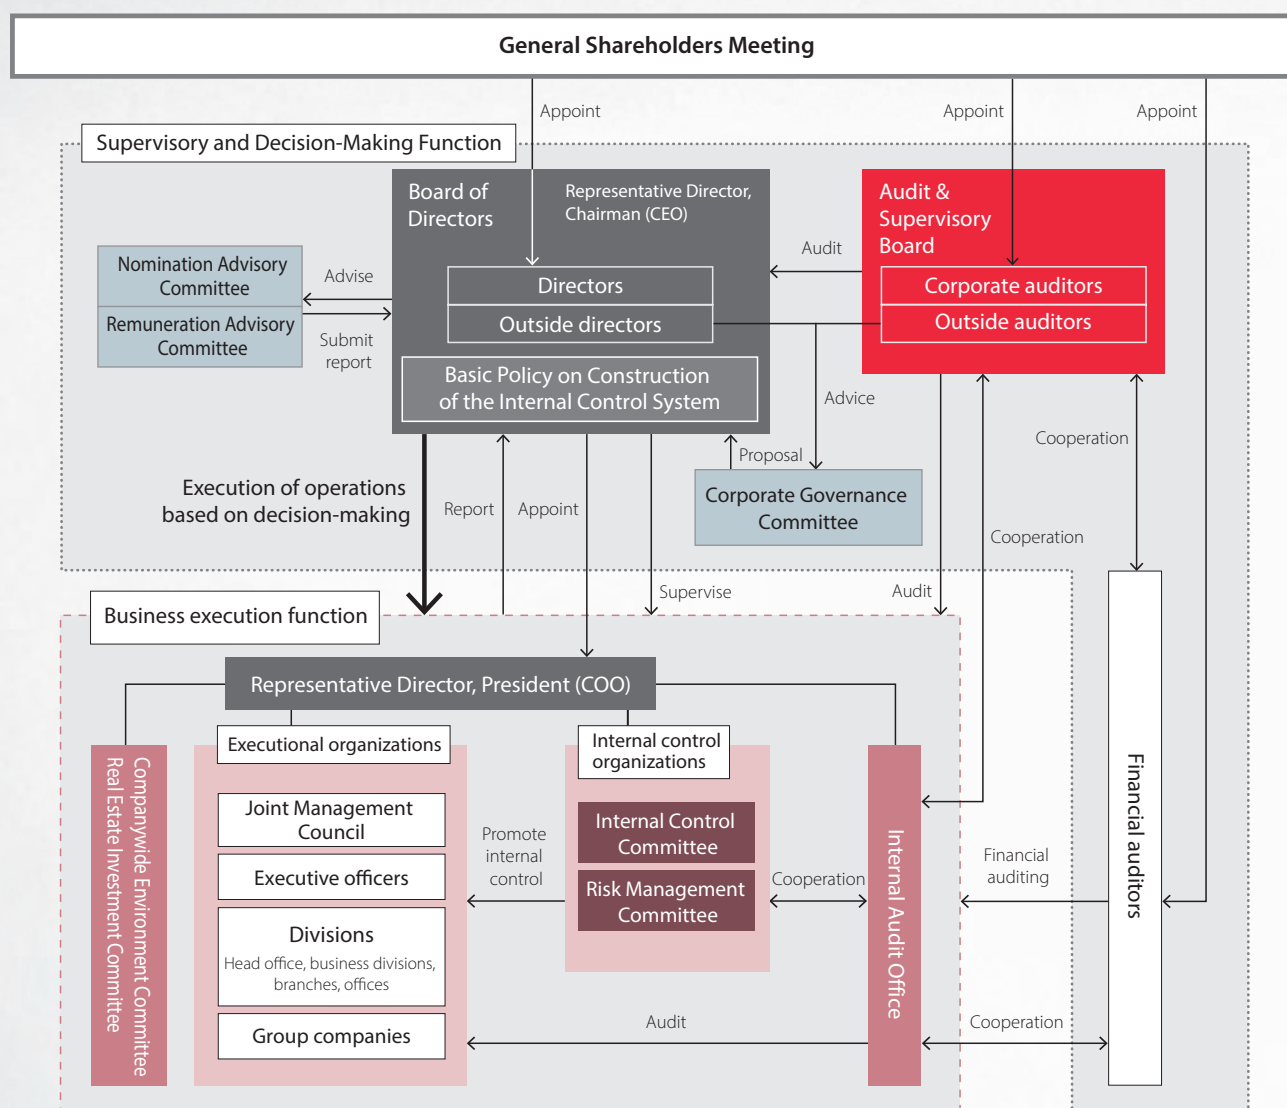 General Shareholders Meeting
Appoint
Appoint
Appoint
Supervisory and Decision-Making Function
Board of
Directors
Representative Director,
Chairman (CEO)
Audit &
Supervisory
Board
Audit
Nomination Advisory
Committee
Remuneration Advisory
Committee
Advise
Submit
report
Directors
Outside directors
Corporate auditors
Outside auditors
Basic Policy on Construction
of the Internal Control System
Advice
Proposal
Corporate Governance
Committee
Cooperation
Execution of operations
based on decision-making
Report
Appoint
Cooperation
Supervise
Audit
Business execution function
Representative Director, President (COO)
Executional organizations
Internal control
organizations
Companywide Environment Committee
Real Estate Investment Committee
Joint Management
Council
Executive officers
Divisions
Head office, business divisions,
branches, offices
Group companies
Promote
internal
control
Internal Control
Committee
Risk Management
Committee
Cooperation
Internal Audit Office
Financial
auditing
Financial auditors
Audit
Cooperation